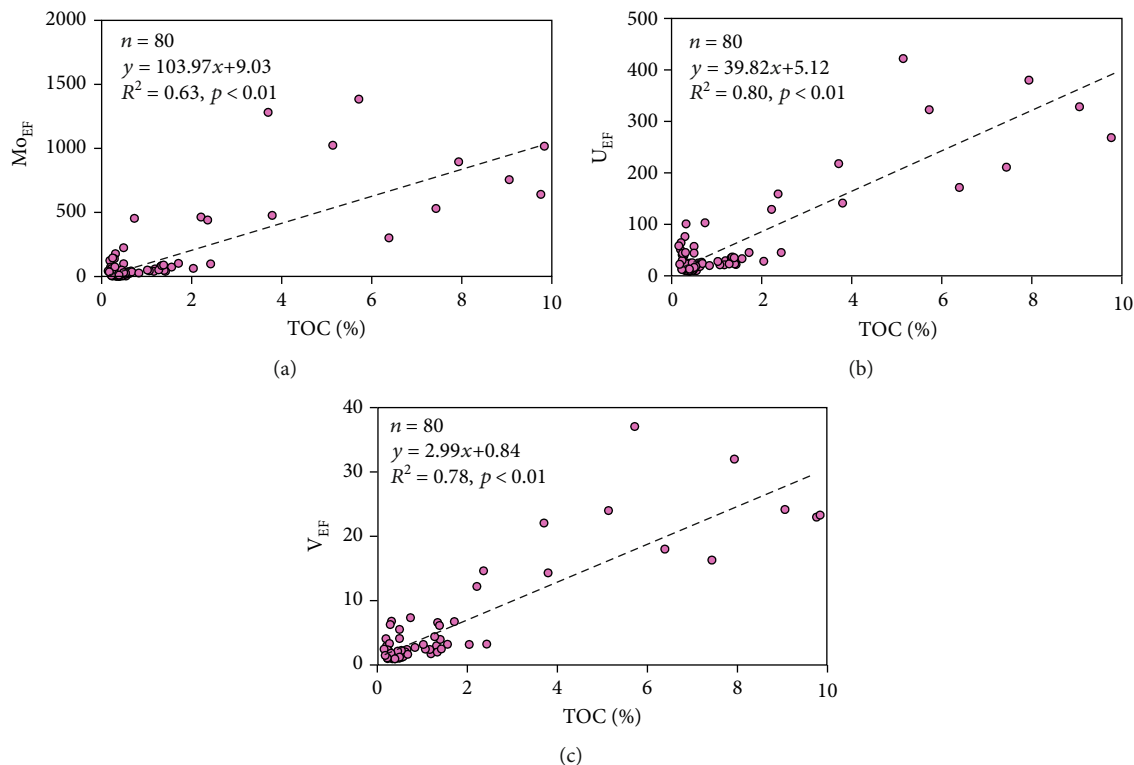 2000
1500
1000
500
0
Mo_EF
n = 80
y = 103.97x+9.03
R² = 0.63, p < 0.01
0 2 4 6 8 10
TOC (%)
(a)
500
400
300
200
100
0
U_EF
n = 80
y = 39.82x+5.12
R² = 0.80, p < 0.01
0 2 4 6 8 10
TOC (%)
(b)
40
30
20
10
0
V_EF
n = 80
y = 2.99x+0.84
R² = 0.78, p < 0.01
0 2 4 6 8 10
TOC (%)
(c)